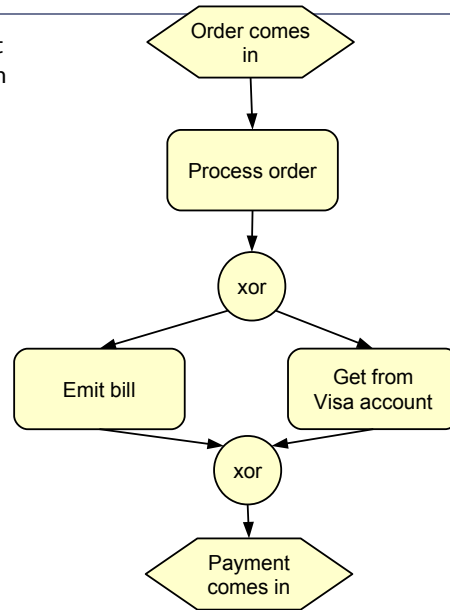 Order comes
in
Process order
xor
Emit bill
Get from
Visa account
xor
Payment
comes in